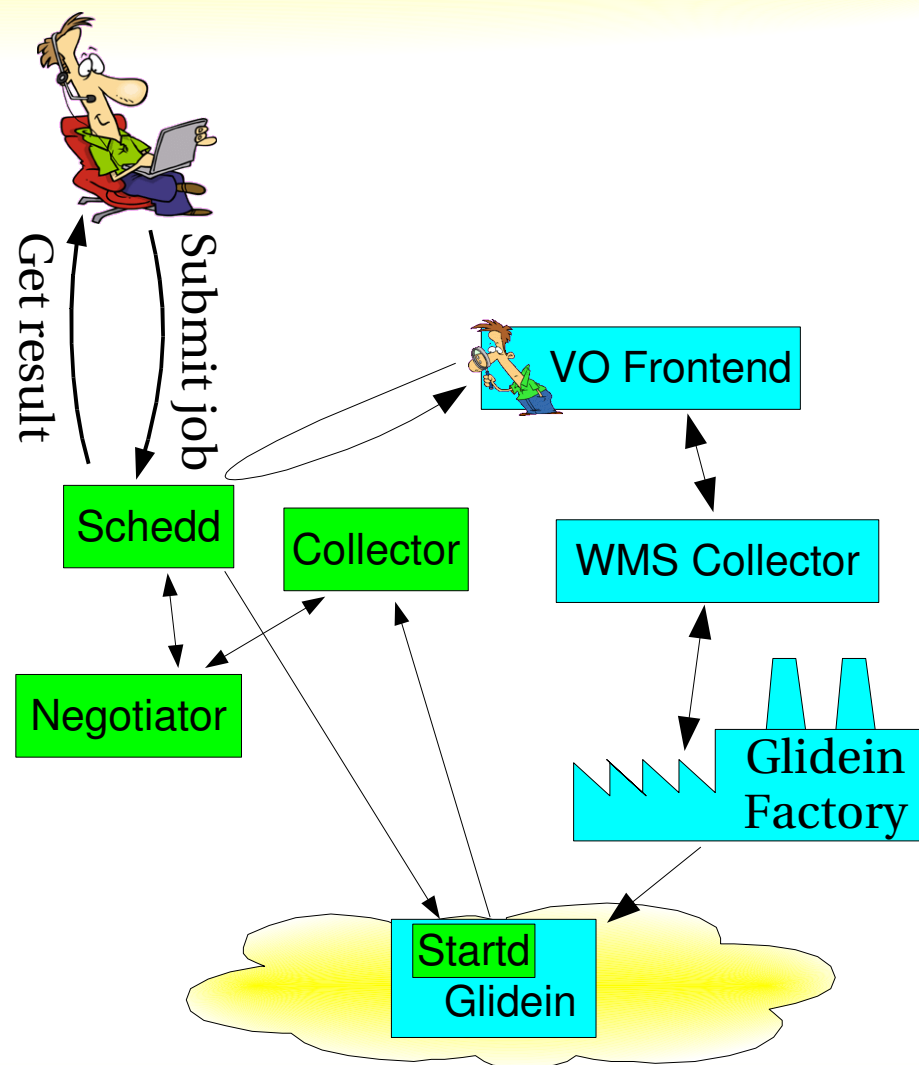 Get result
Submit job
VO Frontend
Schedd
Collector
WMS Collector
Negotiator
Glidein
Factory
Startd
Glidein